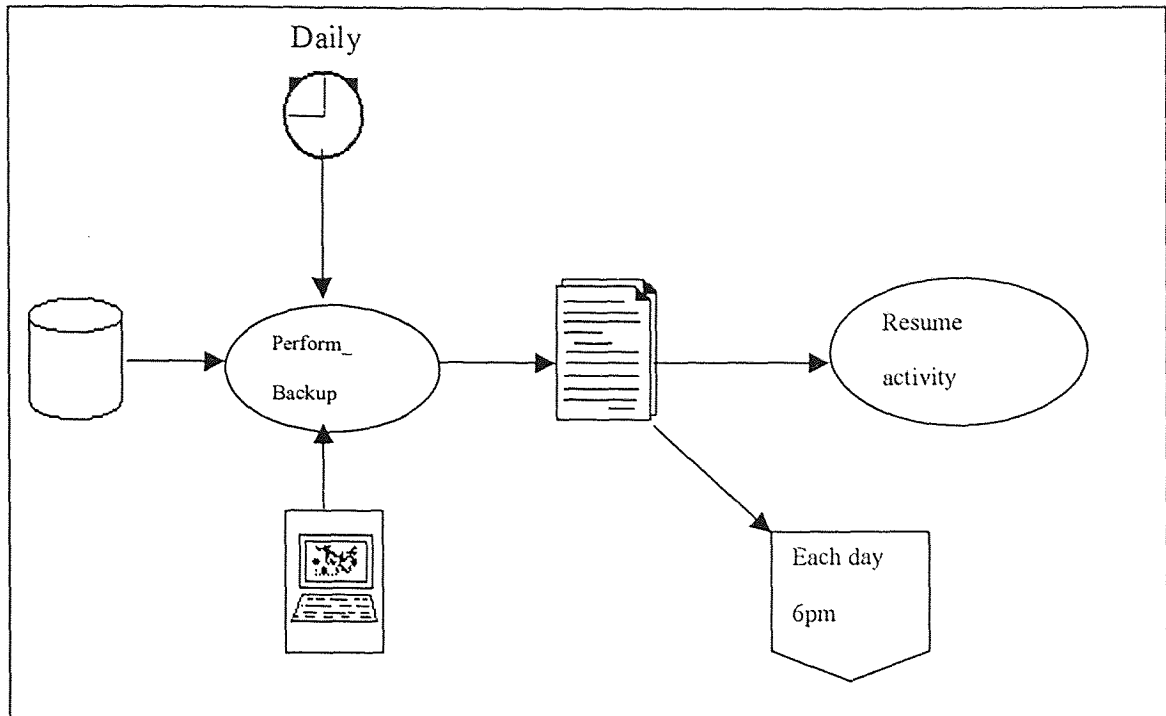 Daily
Perform_
Backup
Resume
activity
Each day
6pm